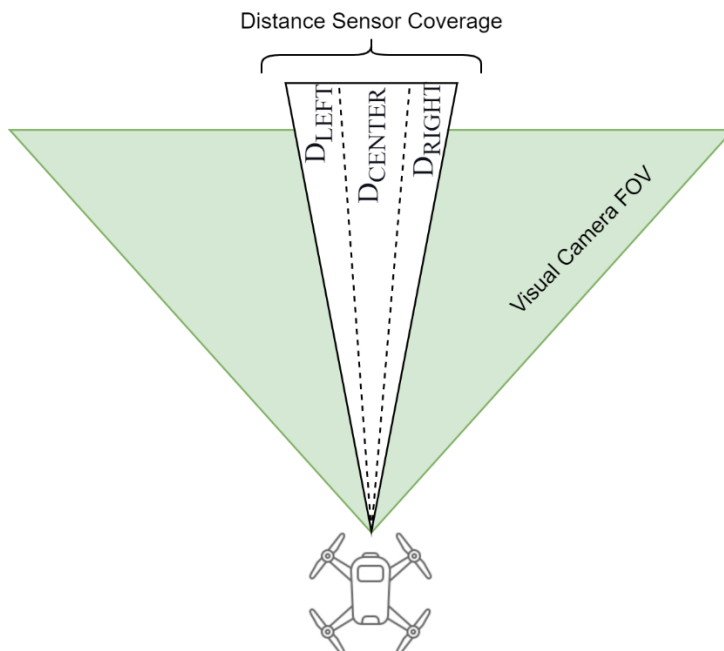 Distance Sensor Coverage
DLEFT
DCENTER
DRIGHT
Visual Camera FOV